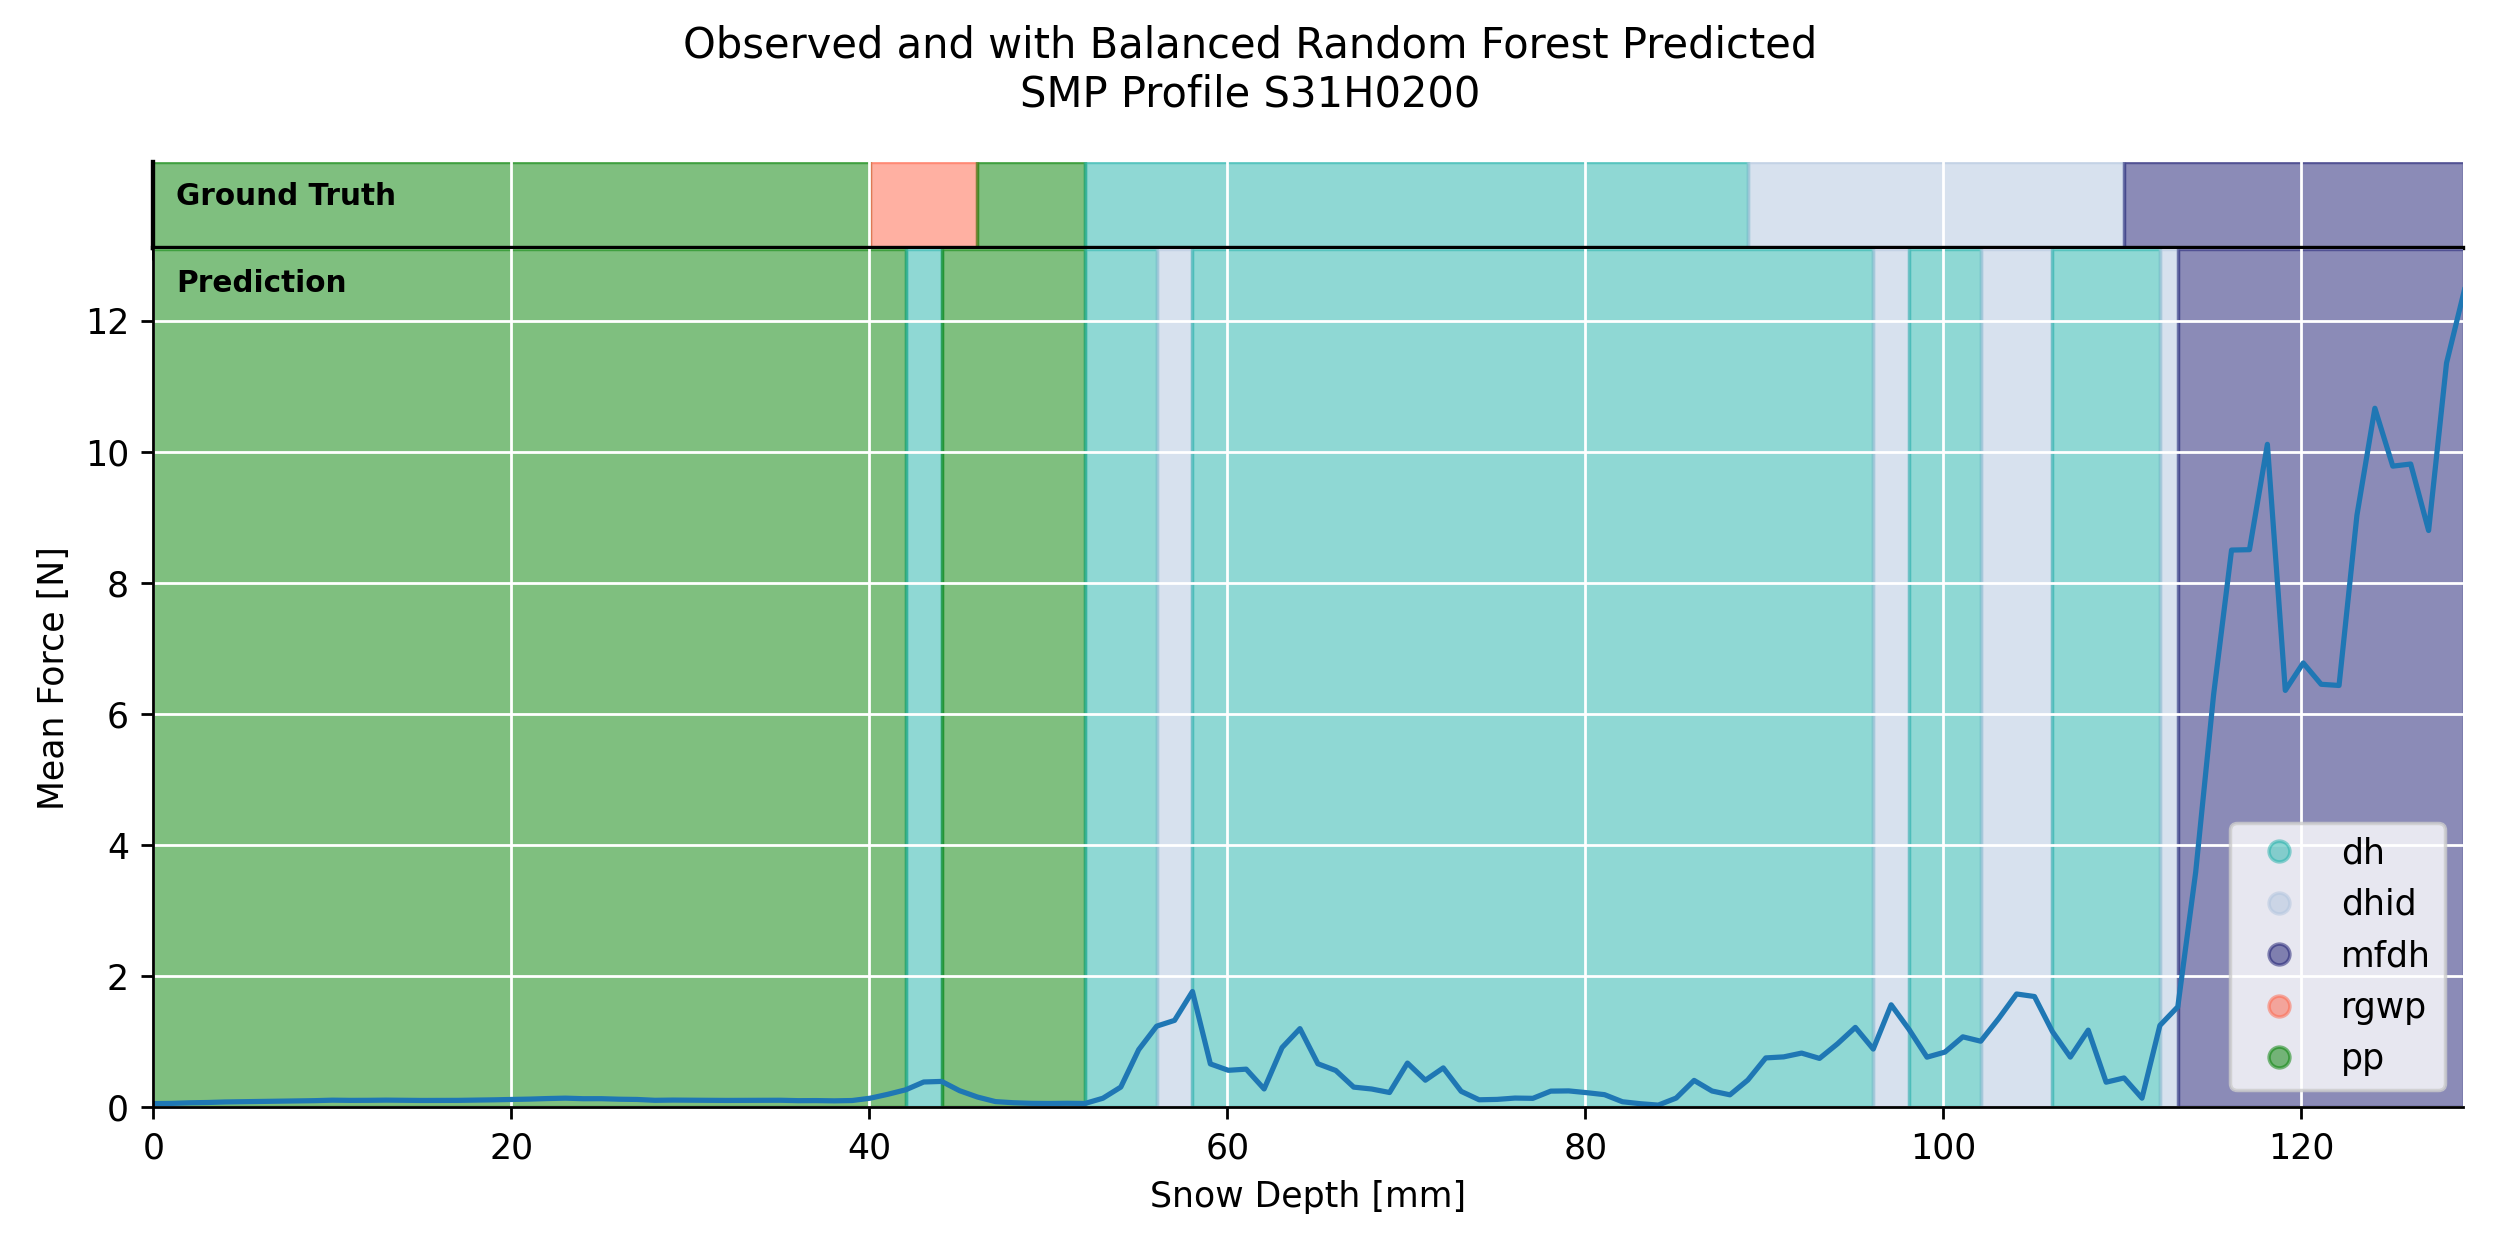 Observed and with Balanced Random Forest Predicted
SMP Profile S31H0200
Ground Truth
Prediction
12
10
8
6
4
2
0
Mean Force [N]
dh
dhid
mfdh
rgwp
pp
0 20 40 60 80 100 120
Snow Depth [mm]